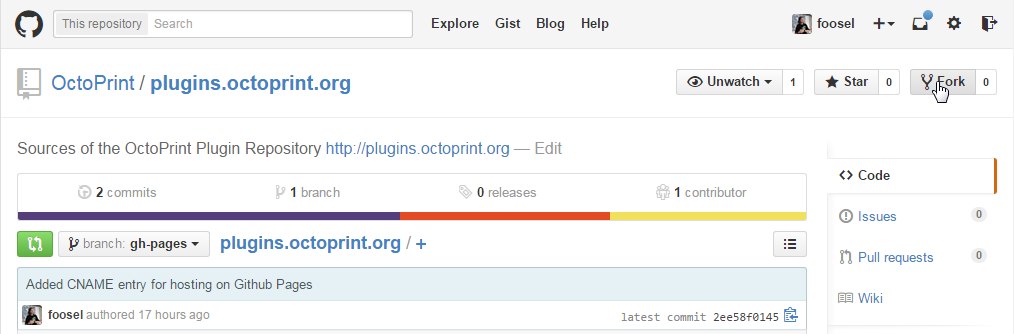 This repository Search Explore Gist Blog Help foosel
OctoPrint / plugins.octoprint.org Unwatch 1 Star 0 Fork 0
Sources of the OctoPrint Plugin Repository http://plugins.octoprint.org — Edit
2 commits 1 branch 0 releases 1 contributor
branch: gh-pages plugins.octoprint.org / +
Added CNAME entry for hosting on Github Pages
foosel authored 17 hours ago latest commit 2ee58f0145
Code
Issues 0
Pull requests 0
Wiki